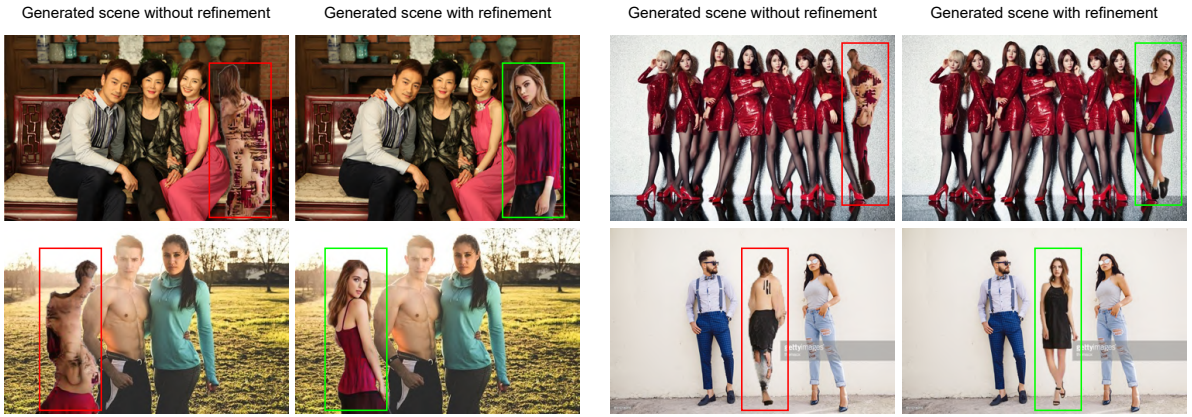 Generated scene without refinement
Generated scene with refinement
Generated scene without refinement
Generated scene with refinement
gettyimages
gettyimages